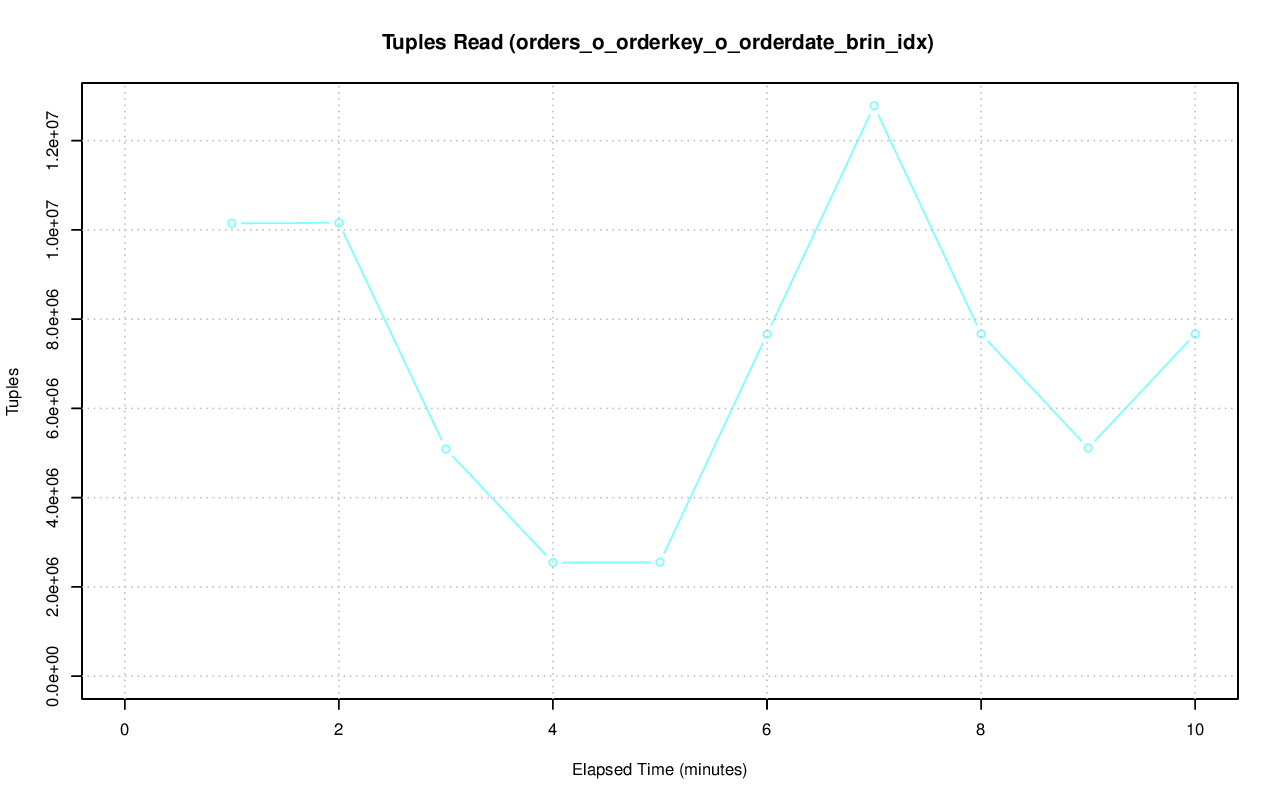 Tuples Read (orders_o_orderkey_o_orderdate_brin_idx)
Tuples
1.2e+07
1.0e+07
8.0e+06
6.0e+06
4.0e+06
2.0e+06
0.0e+00
0 2 4 6 8 10
Elapsed Time (minutes)